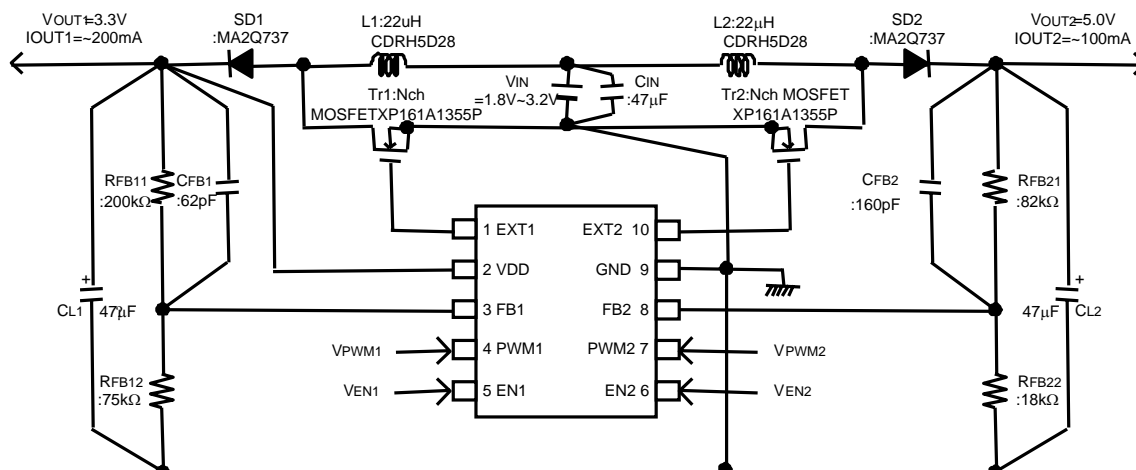 VOUT1=3.3V
IOUT1=~200mA
SD1
:MA2Q737
L1:22uH
CDRH5D28
L2:22μH
CDRH5D28
SD2
:MA2Q737
VOUT2=5.0V
IOUT2=~100mA
Tr1:Nch
MOSFETXP161A1355P
VIN
=1.8V~3.2V
CIN
:47μF
Tr2:Nch MOSFET
XP161A1355P
RFB11
:200kΩ
CFB1
:62pF
CFB2
:160pF
RFB21
:82kΩ
1 EXT1
EXT2 10
2 VDD
GND 9
3 FB1
FB2 8
4 PWM1
PWM2 7
5 EN1
EN2 6
+
CL1
47μF
+
47μF
CL2
VPWM1
VPWM2
VEN1
VEN2
RFB12
:75kΩ
RFB22
:18kΩ